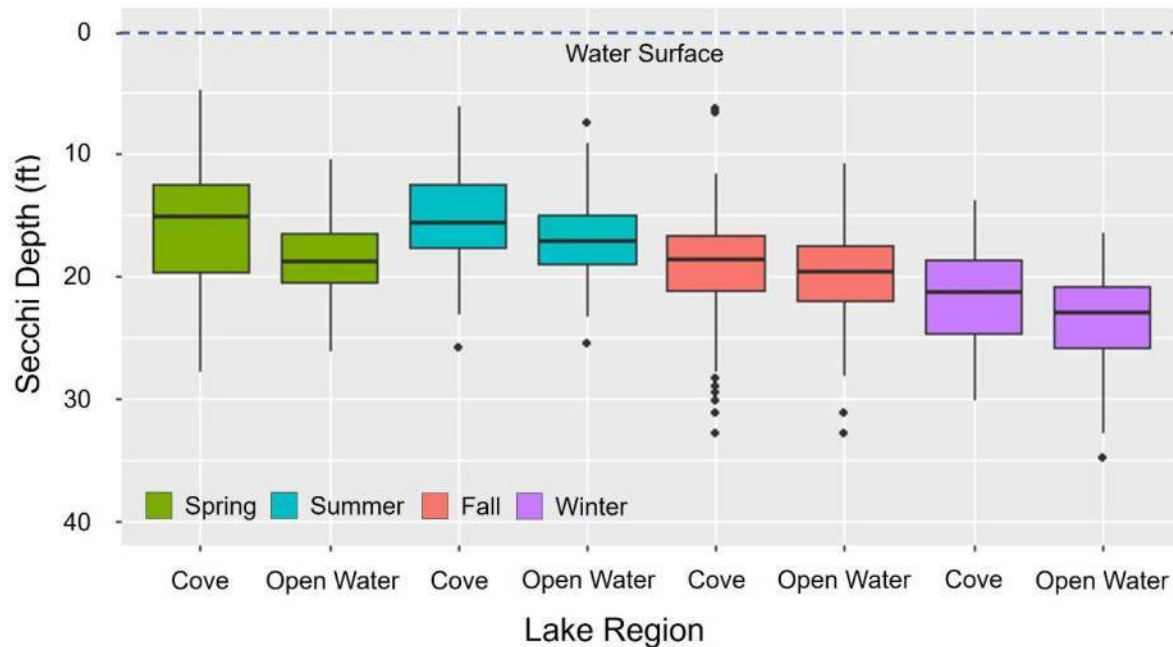 0
Water Surface
10
20
30
40
Secchi Depth (ft)
Spring Summer Fall Winter
Cove Open Water Cove Open Water Cove Open Water Cove Open Water
Lake Region